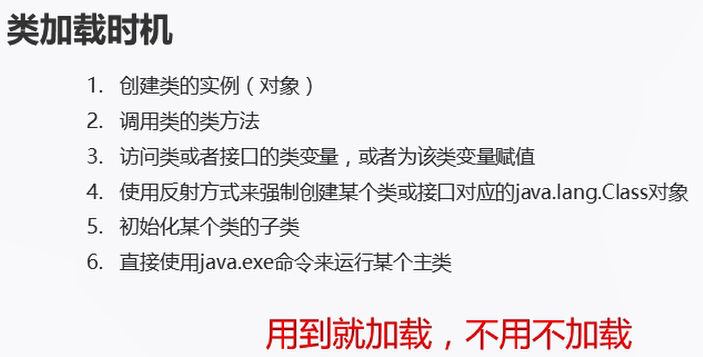 类加载时机
1. 创建类的实例（对象）
2. 调用类的类方法
3. 访问类或者接口的类变量，或者为该类变量赋值
4. 使用反射方式来强制创建某个类或接口对应的java.lang.Class对象
5. 初始化某个类的子类
6. 直接使用java.exe命令来运行某个主类
用到就加载，不用不加载